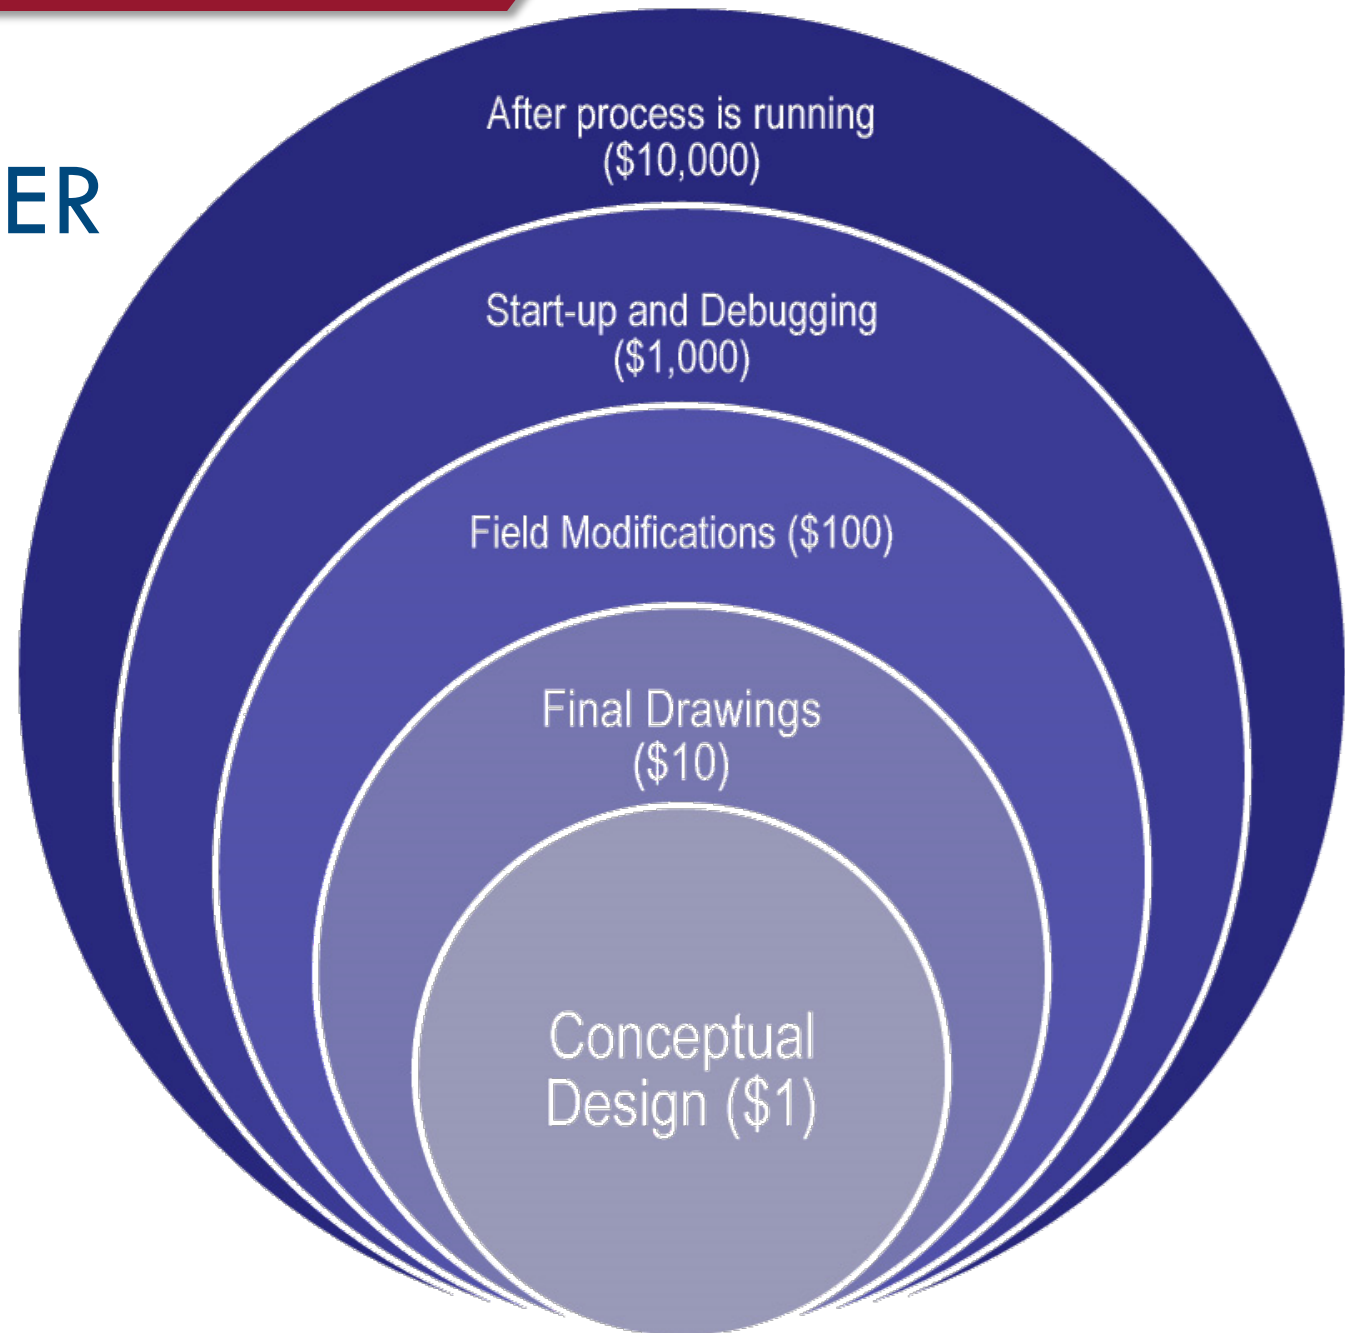 ER
After process is running
($10,000)
Start-up and Debugging
($1,000)
Field Modifications ($100)
Final Drawings
($10)
Conceptual
Design ($1)